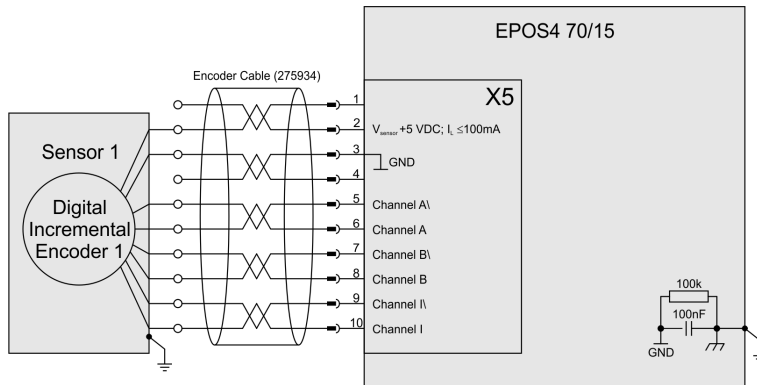 EPOS4 70/15
Encoder Cable (275934)
X5
1
2
V_sensor +5 VDC; I_L ≤100mA
3
GND
4
5
Channel A\
6
Channel A
7
Channel B\
8
Channel B
9
Channel I\
10
Channel I
Sensor 1
Digital
Incremental
Encoder 1
100k
100nF
GND